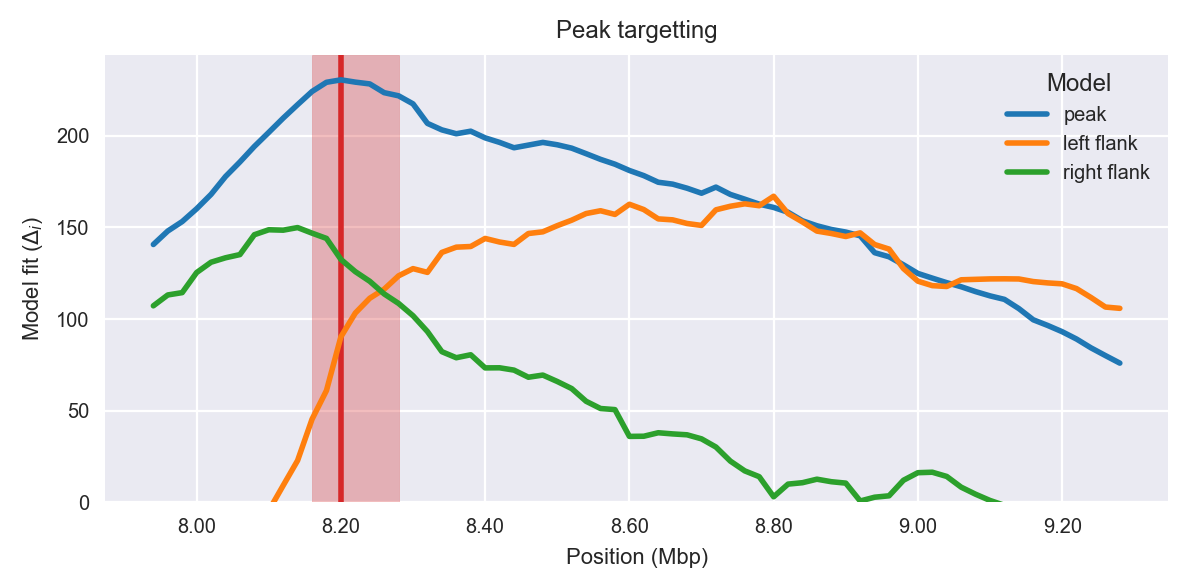 Peak targetting
Model
peak
left flank
right flank
Model fit (Δi)
200
150
100
50
0
8.00 8.20 8.40 8.60 8.80 9.00 9.20
Position (Mbp)